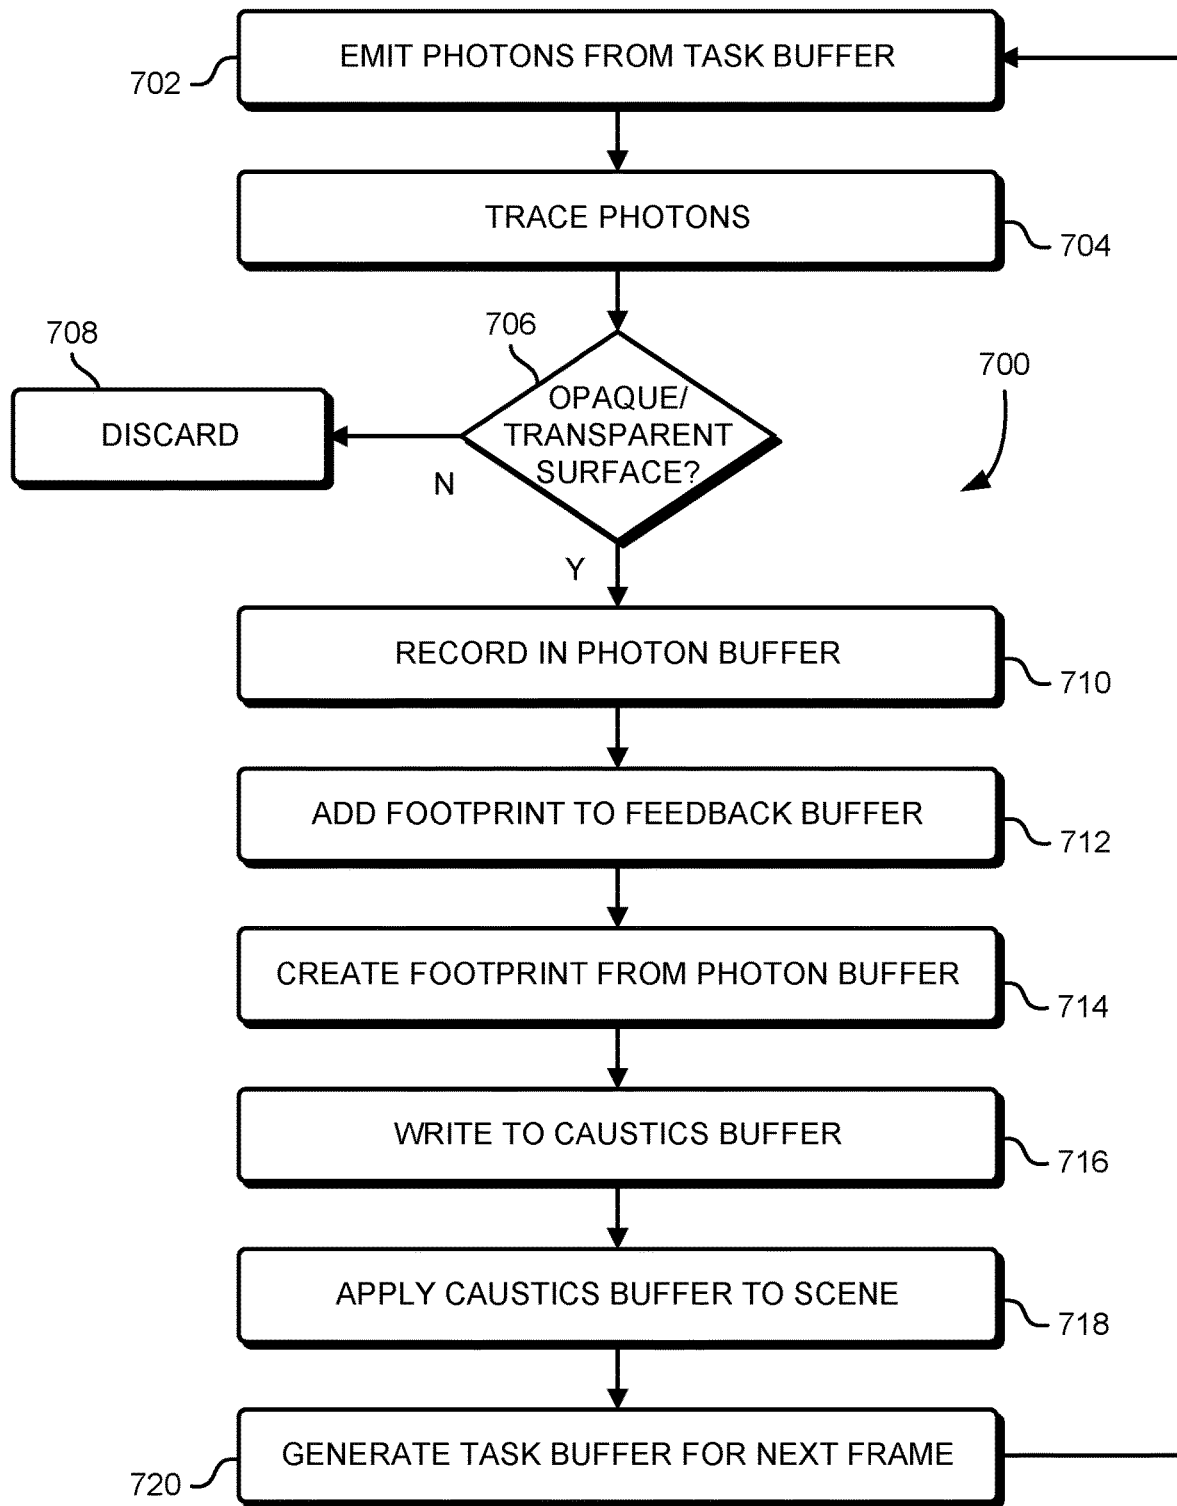 EMIT PHOTONS FROM TASK BUFFER
702
TRACE PHOTONS
704
708
706
700
OPAQUE/
TRANSPARENT
SURFACE?
DISCARD
N
Y
RECORD IN PHOTON BUFFER
710
ADD FOOTPRINT TO FEEDBACK BUFFER
712
CREATE FOOTPRINT FROM PHOTON BUFFER
714
WRITE TO CAUSTICS BUFFER
716
APPLY CAUSTICS BUFFER TO SCENE
718
GENERATE TASK BUFFER FOR NEXT FRAME
720